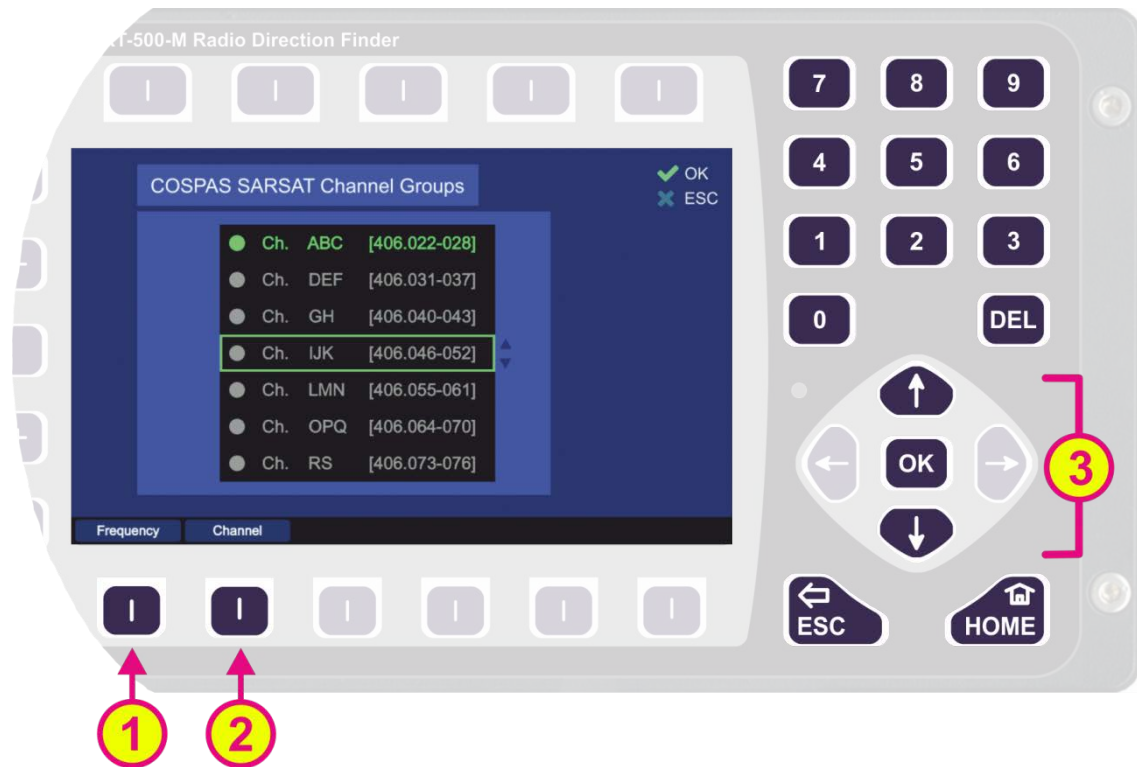 RT-500-M Radio Direction Finder
7 8 9
COSPAS SARSAT Channel Groups
OK
ESC
4 5 6
Ch. ABC [406.022-028]
Ch. DEF [406.031-037]
Ch. GH [406.040-043]
Ch. IJK [406.046-052]
Ch. LMN [406.055-061]
Ch. OPQ [406.064-070]
Ch. RS [406.073-076]
1 2 3
0 DEL
OK
3
Frequency Channel
ESC HOME
1 2